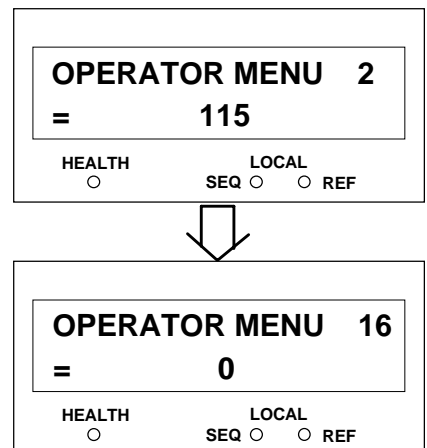 OPERATOR MENU 2
= 115
HEALTH LOCAL
SEQ REF
OPERATOR MENU 16
= 0
HEALTH LOCAL
SEQ REF